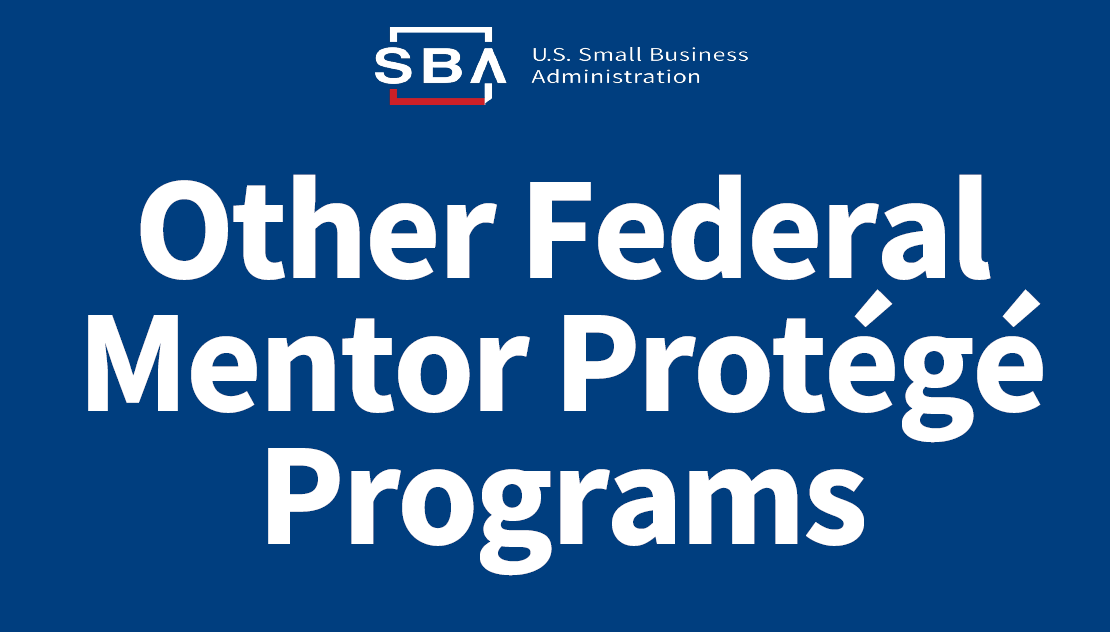 SBA
U.S. Small Business
Administration
Other Federal
Mentor Protégé
Programs